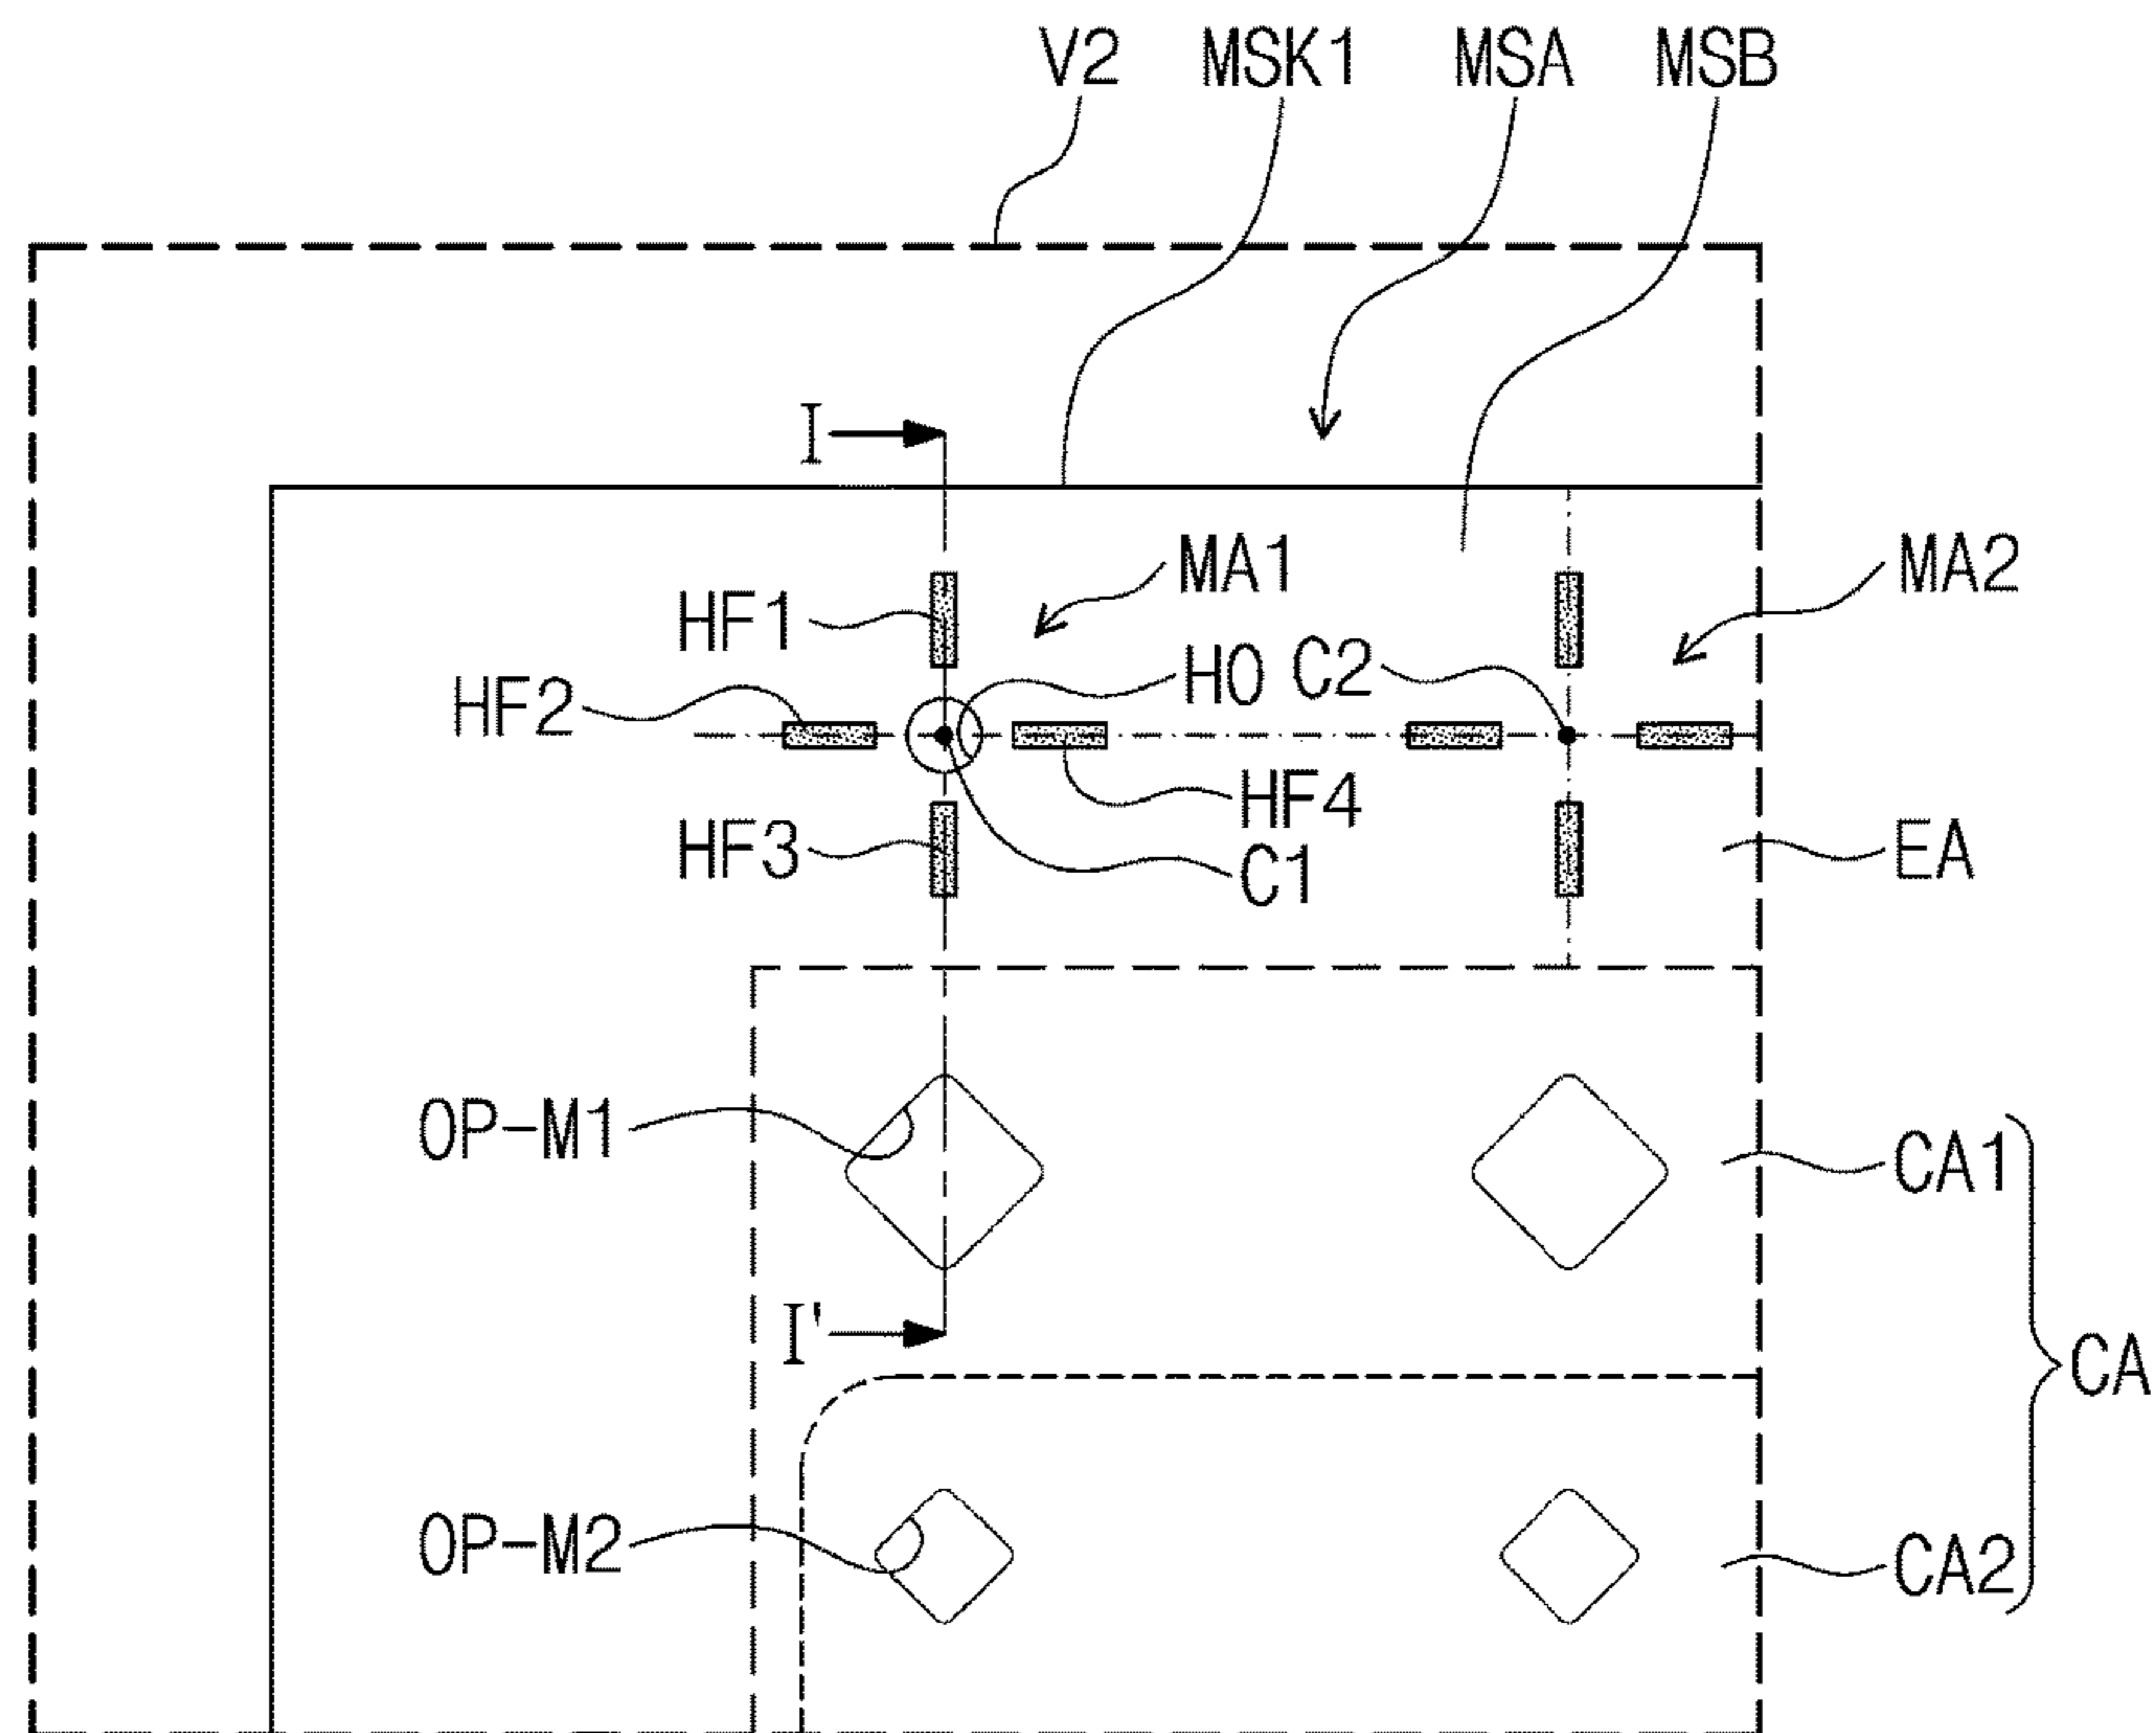 V2 MSK1 MSA MSB
I
HF1 MA1 MA2
HF2 HO C2
HF3 HF4
C1 EA
OP-M1 CA1
I'
CA
OP-M2 CA2